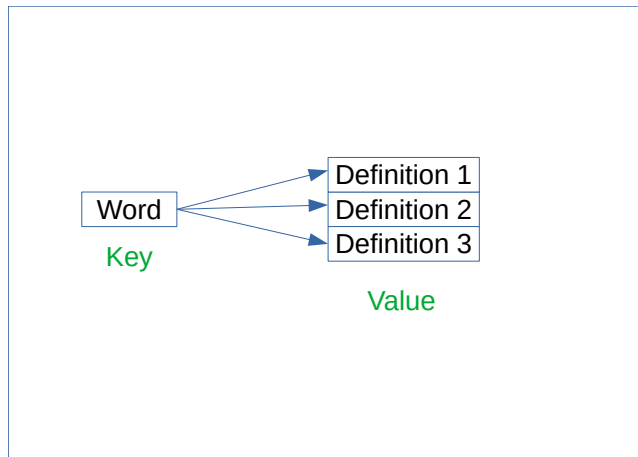 Definition 1
Word
Definition 2
Definition 3
Key
Value